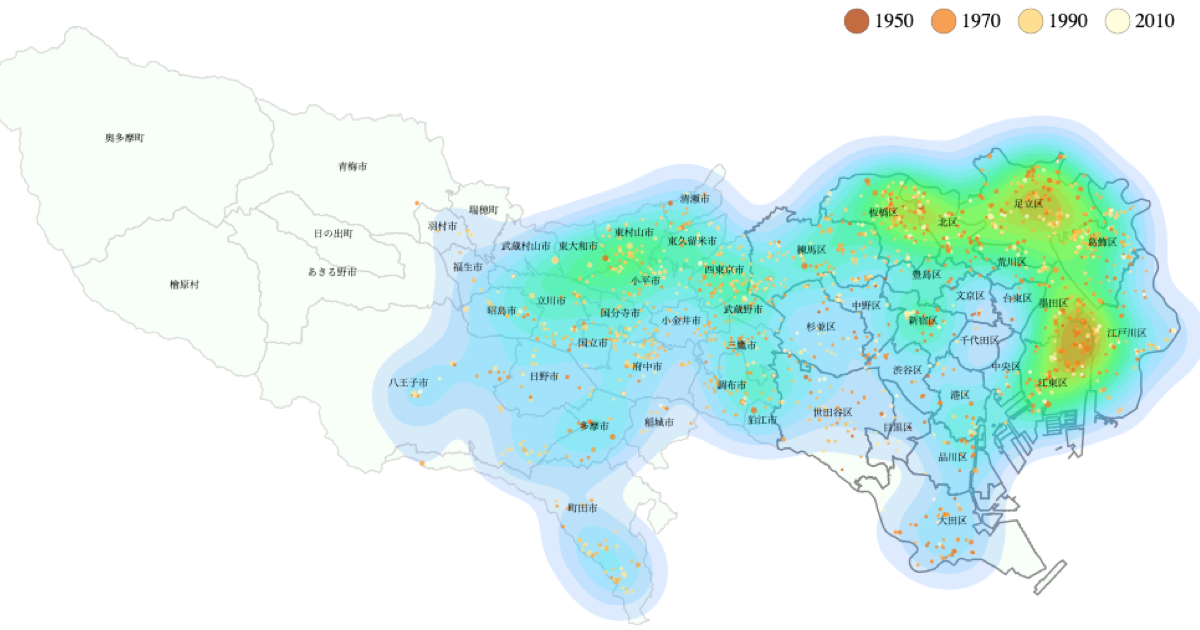 1950 1970 1990 2010
奥多摩町
青梅市
瑞穂町
羽村市
日の出町
あきる野市
檜原村
福生市
清瀬市
東村山市
武蔵村山市
東大和市
東久留米市
西東京市
小平市
立川市
昭島市
国分寺市
小金井市
武蔵野市
国立市
三鷹市
府中市
日野市
八王子市
調布市
多摩市
稲城市
狛江市
町田市
板橋区
北区
足立区
葛飾区
練馬区
荒川区
豊島区
文京区
台東区
墨田区
中野区
新宿区
杉並区
千代田区
江戸川区
渋谷区
中央区
江東区
港区
世田谷区
目黒区
品川区
大田区